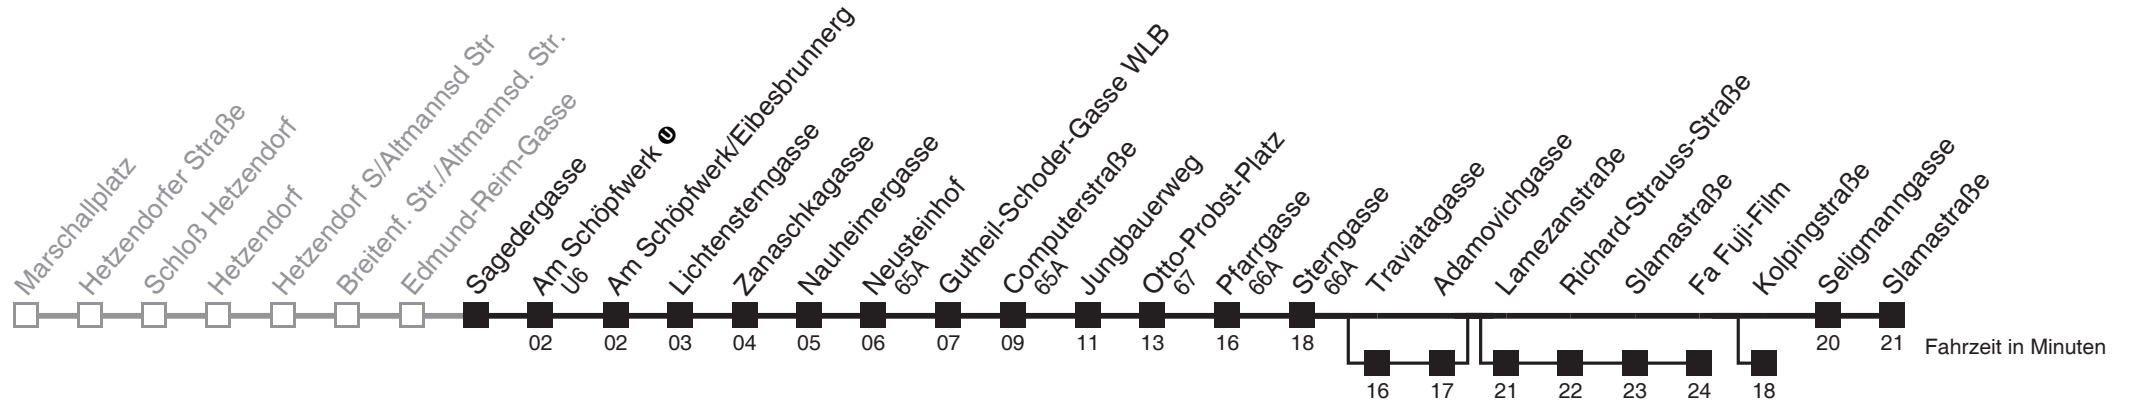 Marschallplatz
Hetzendorfer Straße
Schloß Hetzendorf
Hetzendorf
Hetzendorf S/Altmannsd Str
Breitenf. Str./Altmannsd. Str.
Edmund-Reim-Gasse
Sagedergasse
Am Schöpfwerk U
U6
Am Schöpfwerk/Eibesbrunnerg
Lichtensterngasse
Zanaschkagasse
Nauheimergasse
Neusteinhof
65A
Gutheil-Schoder-Gasse WLB
Computerstraße
65A
Jungbauerweg
Otto-Probst-Platz
67
Pfarrgasse
66A
Sterngasse
66A
Traviatagasse
Adamovichgasse
Lamezanstraße
Richard-Strauss-Straße
Slamastraße
Fa Fuji-Film
Kolpingstraße
Seligmanngasse
Slamastraße
02 02 03 04 05 06 07 09 11 13 16 18 20 21 Fahrzeit in Minuten
16 17 21 22 23 24 18